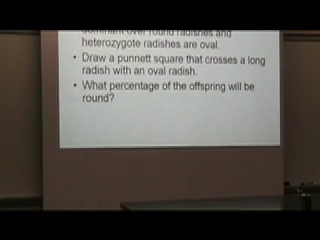 dominant over round radishes and
heterozygote radishes are oval.
• Draw a punnett square that crosses a long
radish with an oval radish.
• What percentage of the offspring will be
round?